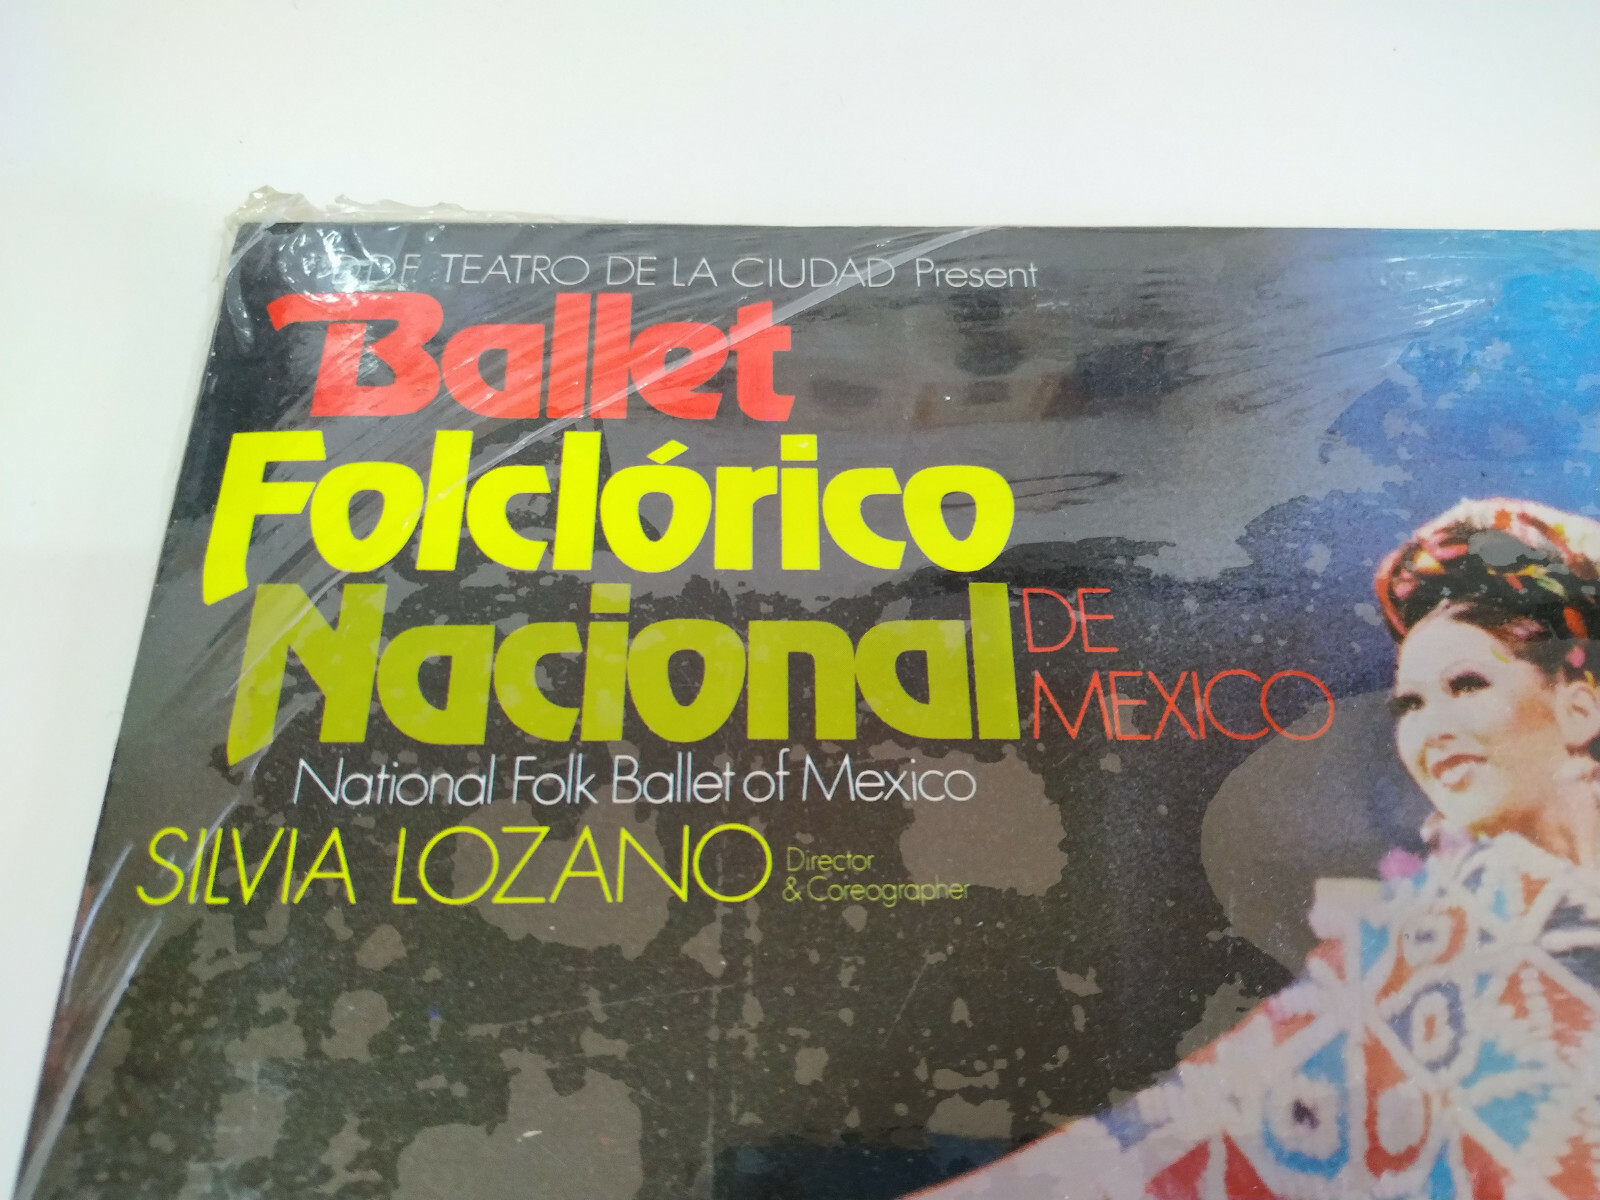 D.D.F. TEATRO DE LA CIUDAD Present
Ballet
Folclórico
Nacional DE MEXICO
National Folk Ballet of Mexico
SILVIA LOZANO Director & Coreographer